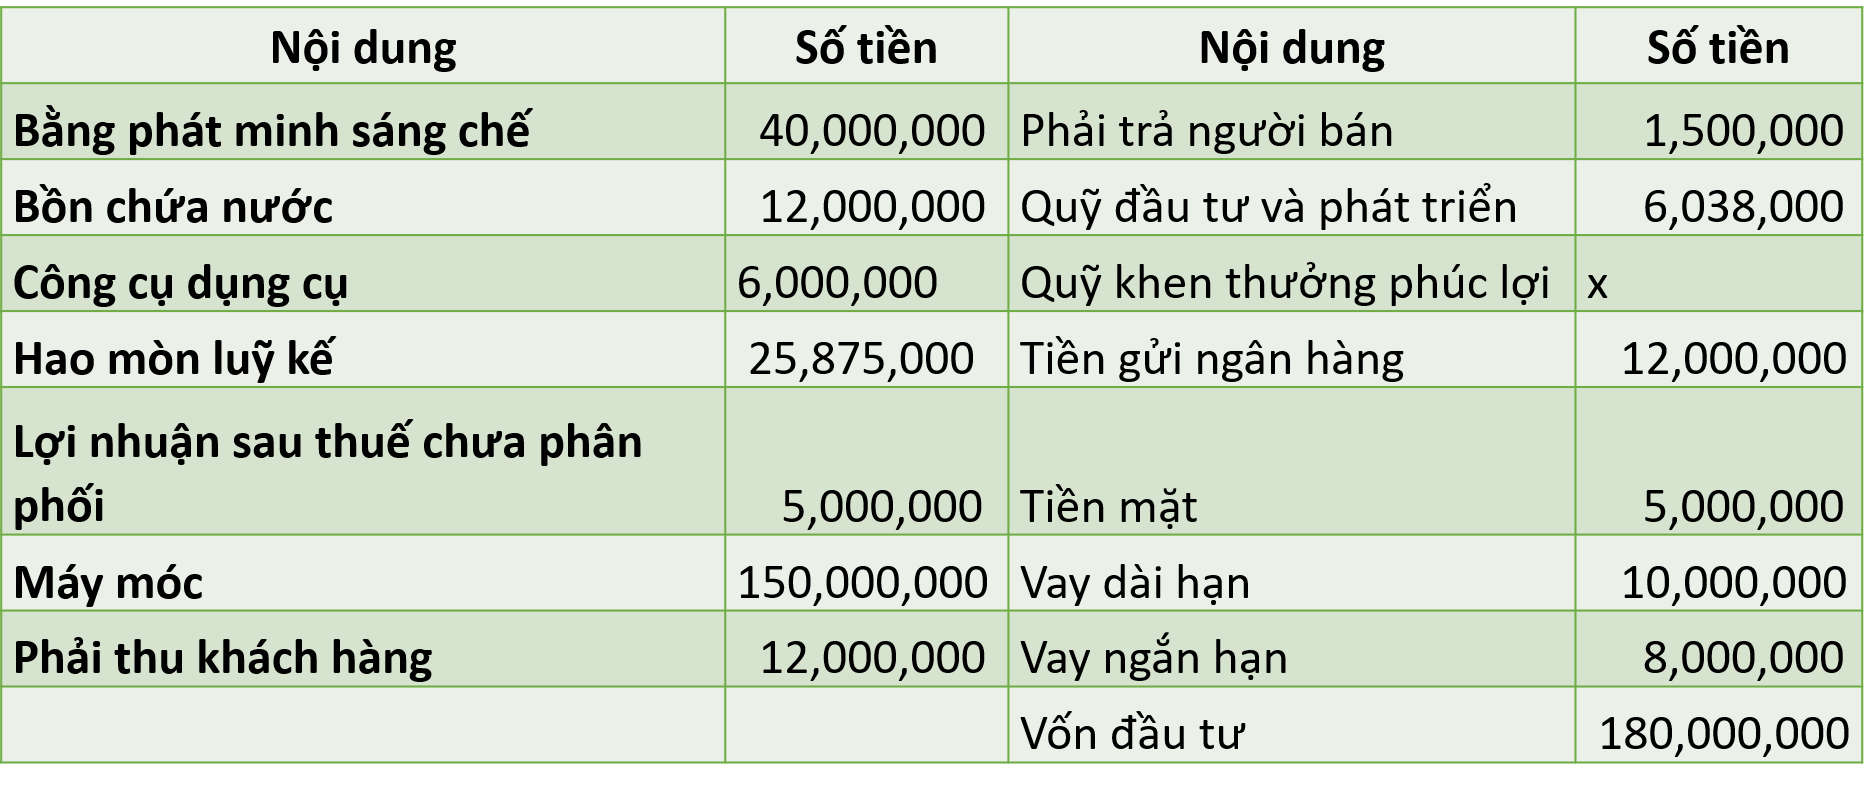 Nội dung Số tiền Nội dung Số tiền
Bằng phát minh sáng chế 40,000,000 Phải trả người bán 1,500,000
Bồn chứa nước 12,000,000 Quỹ đầu tư và phát triển 6,038,000
Công cụ dụng cụ 6,000,000 Quỹ khen thưởng phúc lợi x
Hao mòn luỹ kế 25,875,000 Tiền gửi ngân hàng 12,000,000
Lợi nhuận sau thuế chưa phân
phối 5,000,000 Tiền mặt 5,000,000
Máy móc 150,000,000 Vay dài hạn 10,000,000
Phải thu khách hàng 12,000,000 Vay ngắn hạn 8,000,000
Vốn đầu tư 180,000,000